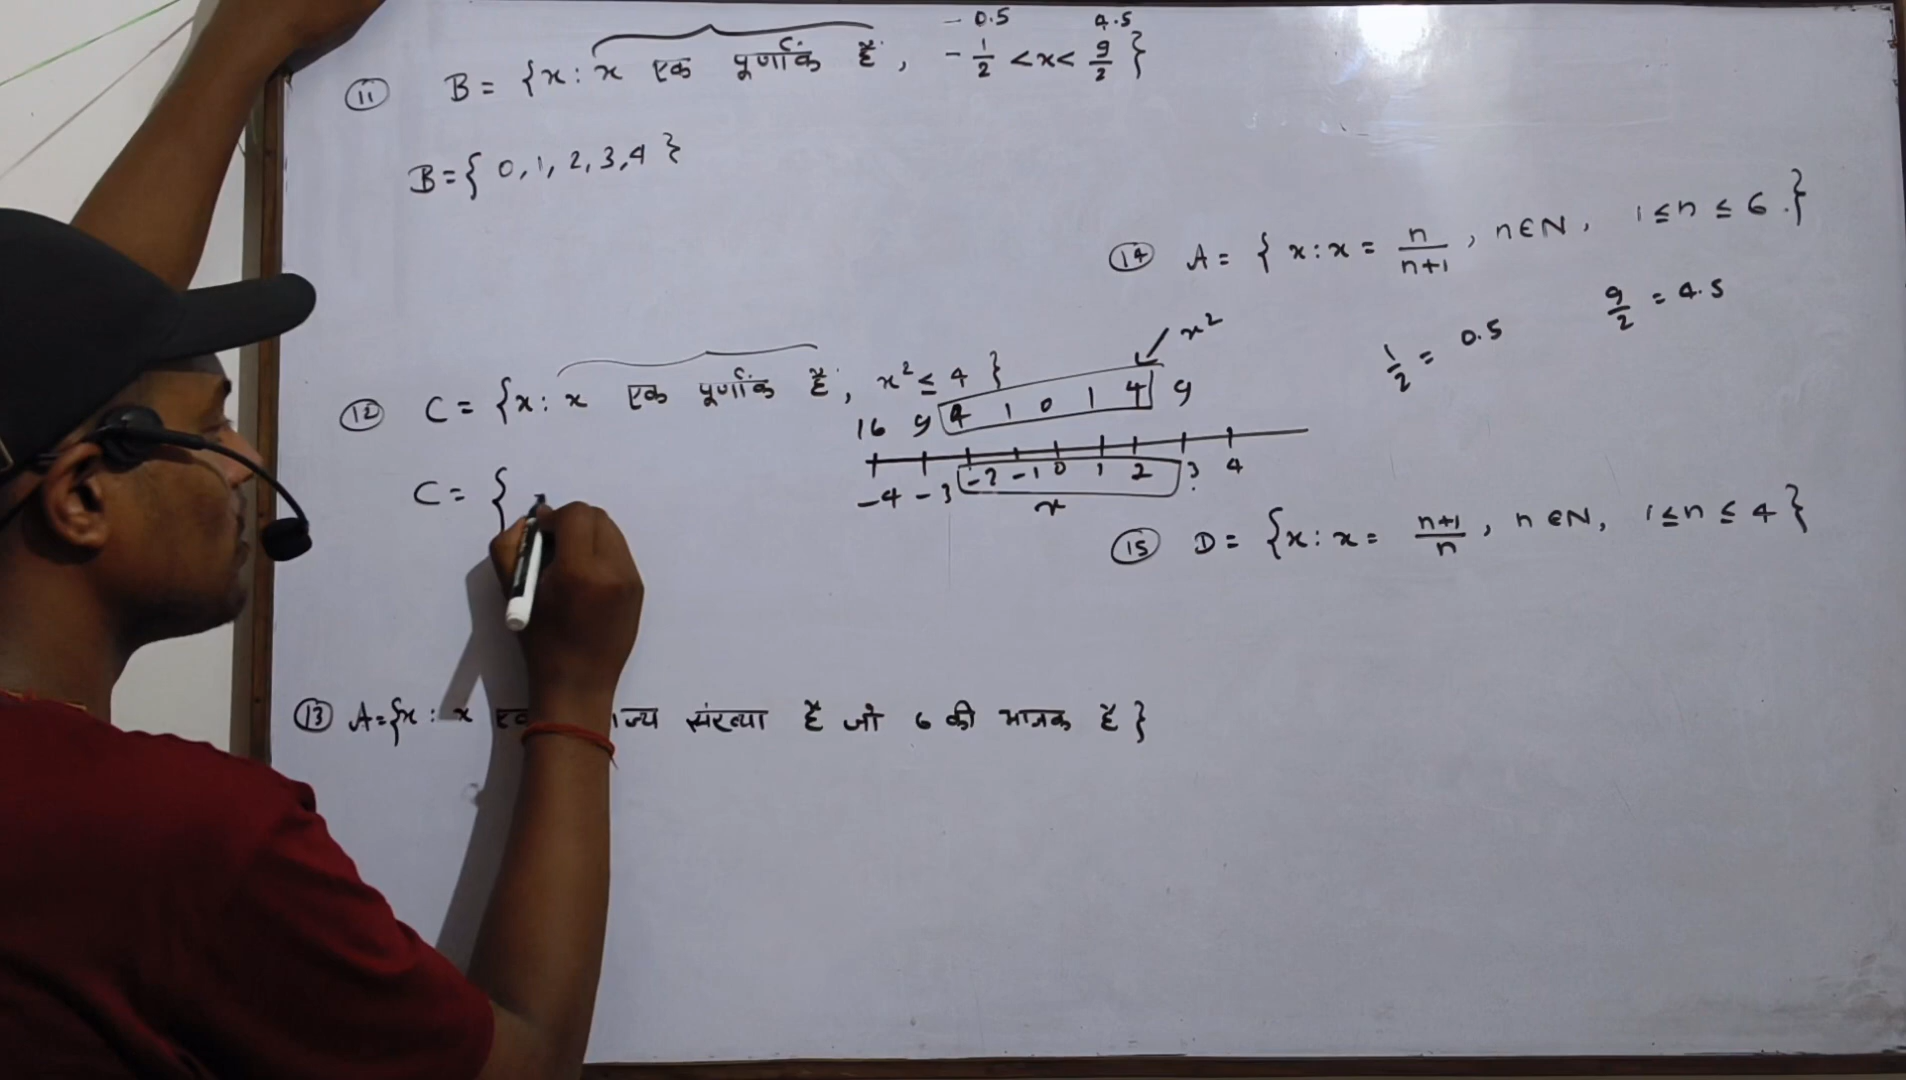 - 0.5 4.5
⑪ B = {x : x एक पूर्णांक है, - 1/2 < x < 9/2 }
B = { 0, 1, 2, 3, 4 }
⑫ C = {x : x एक पूर्णांक है, x² ≤ 4 }
x²
16 9 4 1 0 1 4 9
-4 -3 -2 -1 0 1 2 3 4
x
C = {
⑬ A = {x : x ज्य संख्या है जो 6 की भाजक है }
⑭ A = { x : x = n/n+1 , n ∈ N, 1 ≤ n ≤ 6 . }
1/2 = 0.5
9/2 = 4.5
⑮ D = {x : x = n+1/n , n ∈ N, 1 ≤ n ≤ 4 }